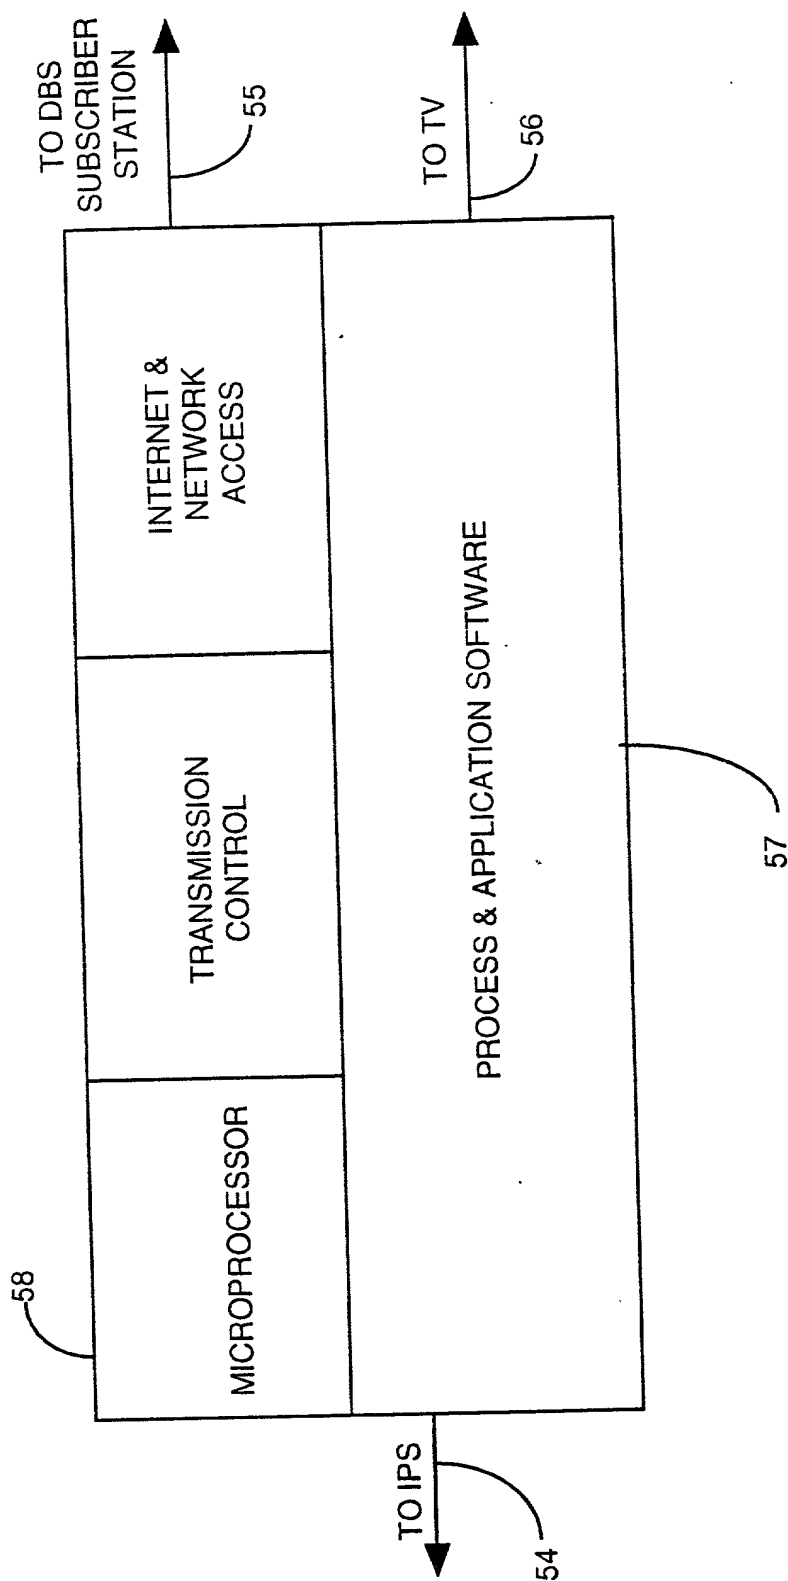 58
MICROPROCESSOR
TRANSMISSION
CONTROL
INTERNET &
NETWORK
ACCESS
TO DBS
SUBSCRIBER
STATION
55
TO IPS
54
PROCESS & APPLICATION SOFTWARE
TO TV
56
57